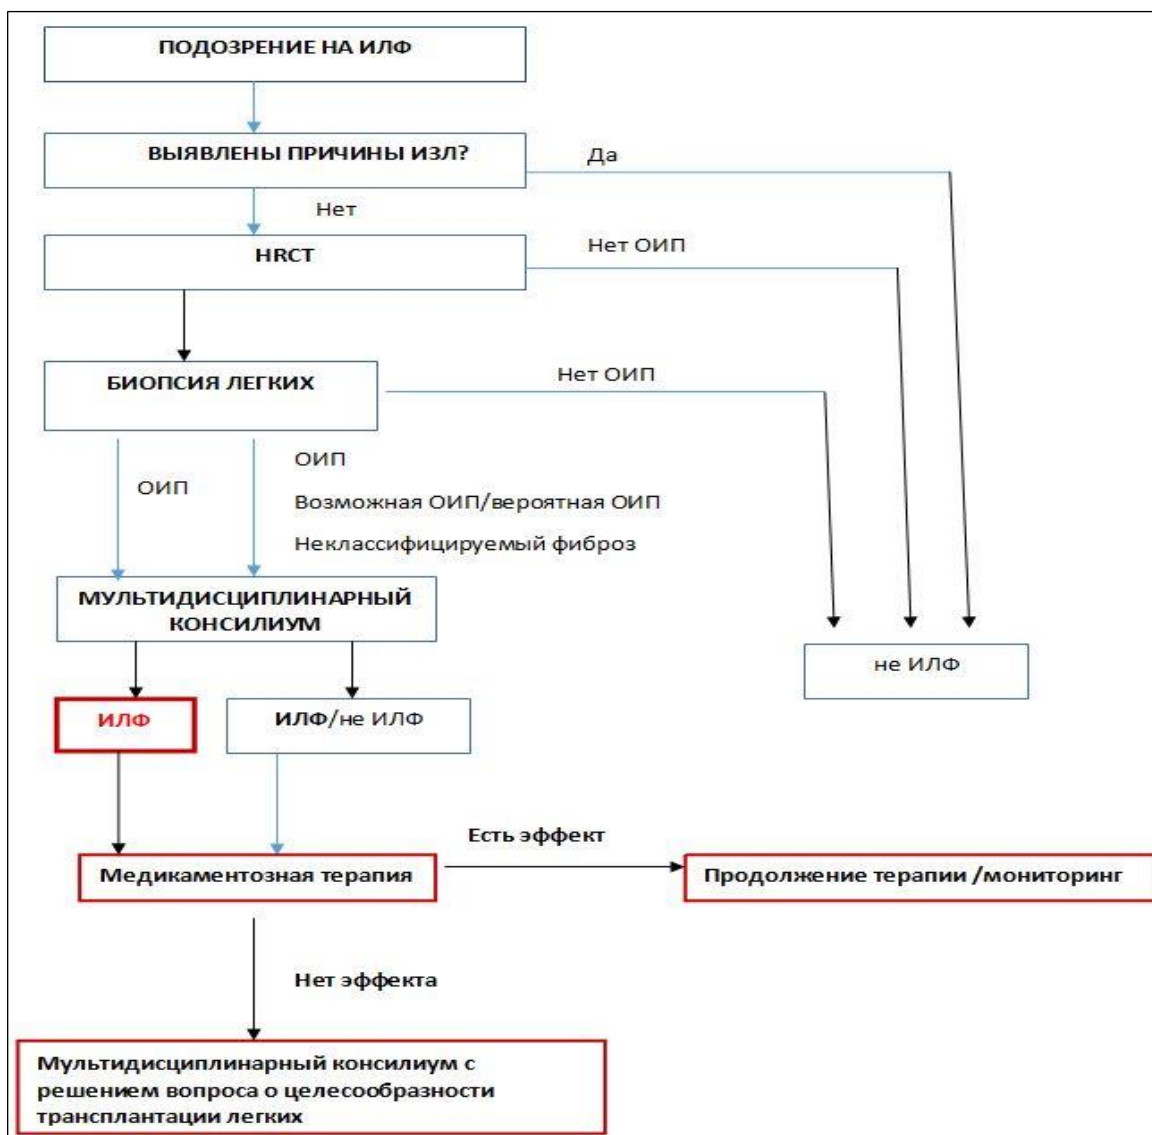 ПОДОЗРЕНИЕ НА ИЛФ
ВЫЯВЛЕНЫ ПРИЧИНЫ ИЗЛ?
Да
Нет
HRCT
Нет ОИП
БИОПСИЯ ЛЕГКИХ
Нет ОИП
ОИП
ОИП
Возможная ОИП/вероятная ОИП
Неклассифицируемый фиброз
МУЛЬТИДИСЦИПЛИНАРНЫЙ
КОНСИЛИУМ
не ИЛФ
ИЛФ
ИЛФ/не ИЛФ
Есть эффект
Медикаментозная терапия
Продолжение терапии /мониторинг
Нет эффекта
Мультидисциплинарный консилиум с
решением вопроса о целесообразности
трансплантации легких